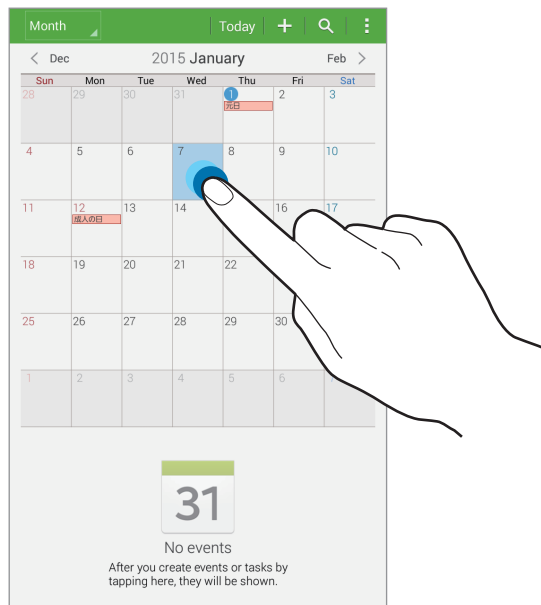 Month Today
Dec 2015 January Feb
Sun Mon Tue Wed Thu Fri Sat
28 29 30 31 1 2 3
元日
4 5 6 7 8 9 10
11 12 13 14 16 17
成人の日
18 19 20 21 22
25 26 27 28 29 30
1 2 3 4 5 6
31
No events
After you create events or tasks by
tapping here, they will be shown.